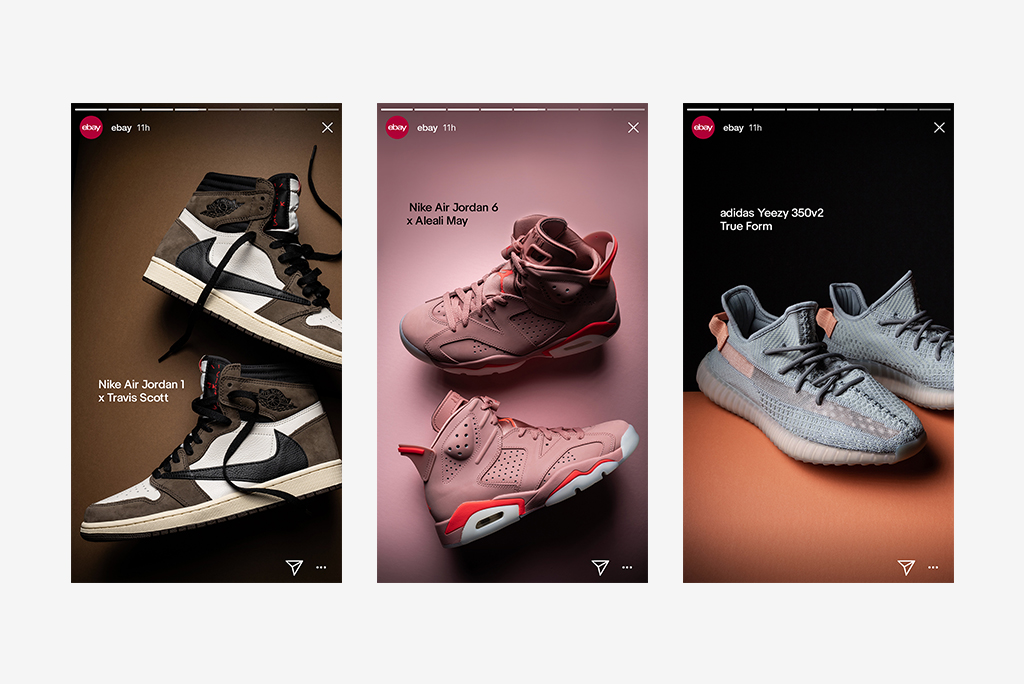 ebay
ebay 11h
Nike Air Jordan 1
x Travis Scott
ebay
ebay 11h
Nike Air Jordan 6
x Aleali May
ebay
ebay 11h
adidas Yeezy 350v2
True Form